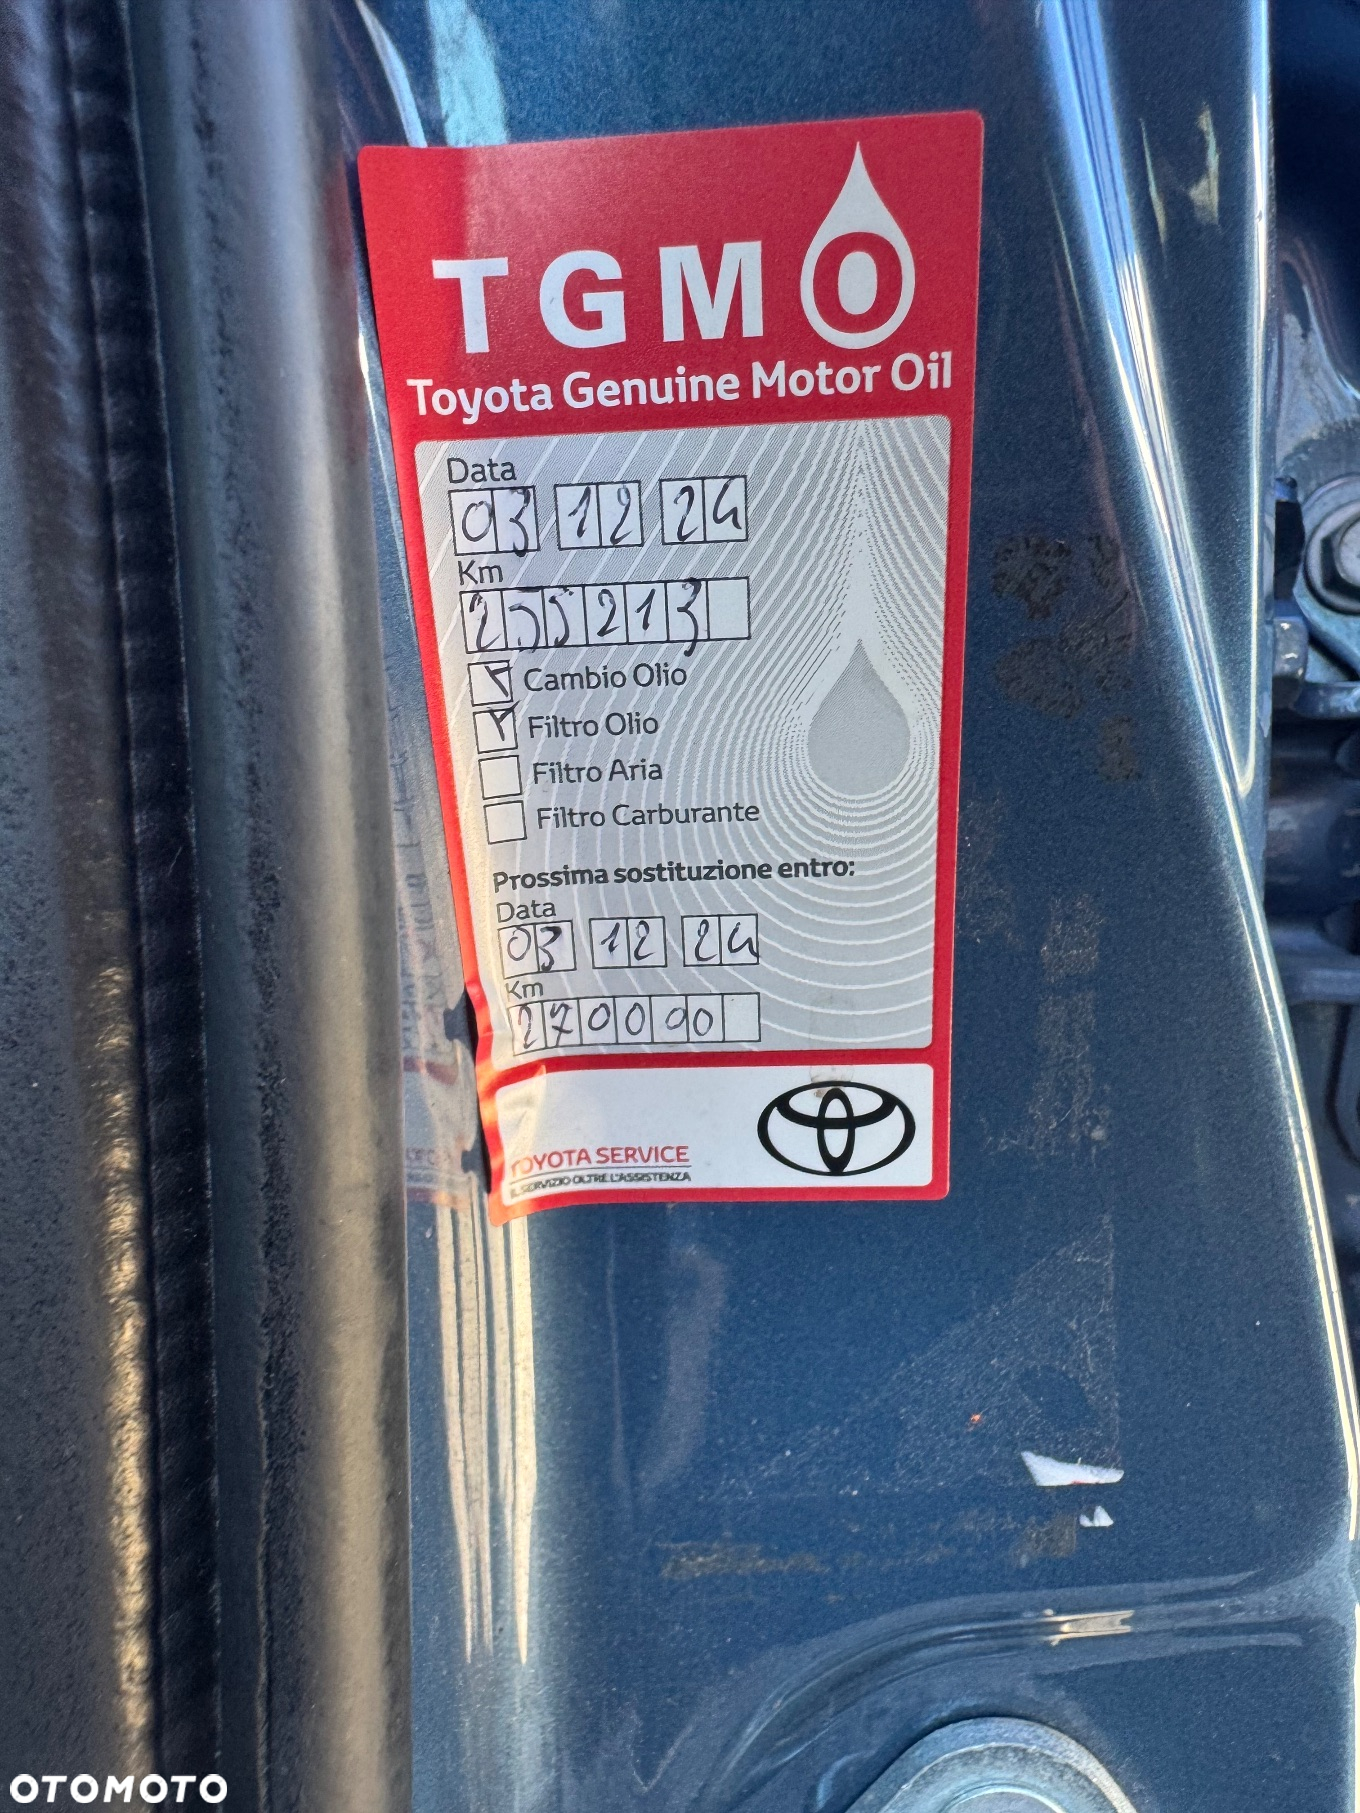 TGMO
Toyota Genuine Motor Oil
Data
03 12 24
Km
255213
Cambio Olio
Filtro Olio
Filtro Aria
Filtro Carburante
Prossima sostituzione entro:
Data
03 12 24
Km
270000
TOYOTA SERVICE
IL SERVIZIO OLTRE L'ASSISTENZA
OTOMOTO